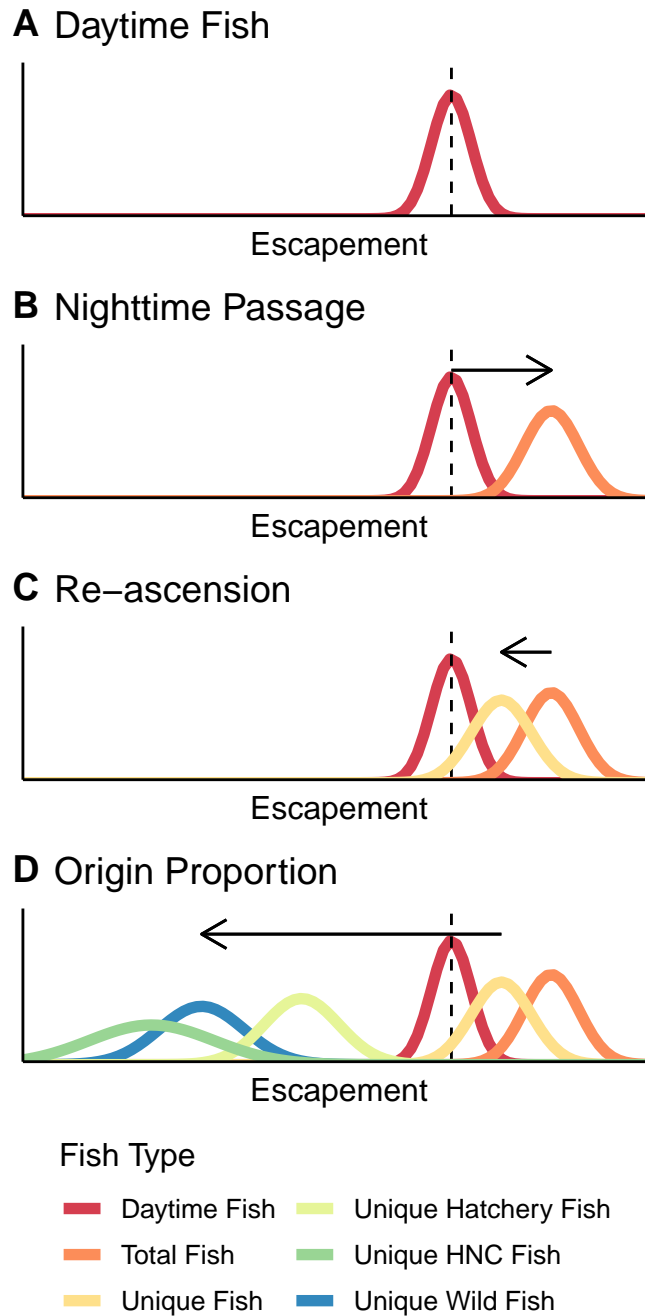 A Daytime Fish
Escapement
B Nighttime Passage
Escapement
C Re−ascension
Escapement
D Origin Proportion
Escapement
Fish Type
Daytime Fish
Unique Hatchery Fish
Total Fish
Unique HNC Fish
Unique Fish
Unique Wild Fish